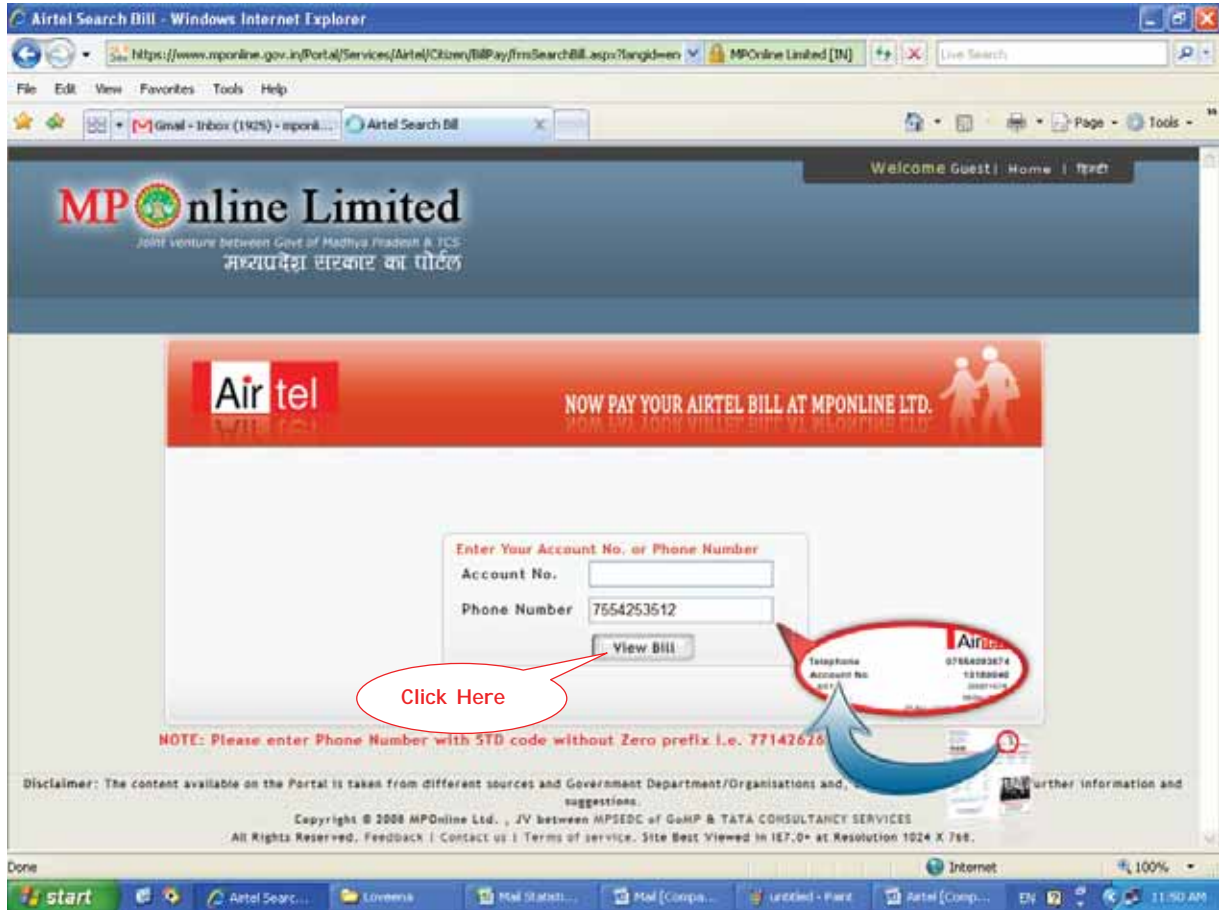 Airtel Search Bill - Windows Internet Explorer
https://www.mponline.gov.in/Portal/Services/Airtel/Citizen/BillPay/frmSearchBill.aspx?langid=en
MPOnline Limited [IN]
Live Search
File Edit View Favorites Tools Help
Gmail - Inbox (1925) - mponli...
Airtel Search Bill
Page
Tools
Welcome Guest | Home | हिन्दी
MPOnline Limited
Joint venture between Govt of Madhya Pradesh & TCS
मध्यप्रदेश सरकार का पोर्टल
Airtel
NOW PAY YOUR AIRTEL BILL AT MPONLINE LTD.
Enter Your Account No. or Phone Number
Account No.
Phone Number 7554253512
View Bill
Click Here
Airtel
Telephone
Account No
NOTE: Please enter Phone Number with STD code without Zero prefix i.e. 77142626
Disclaimer: The content available on the Portal is taken from different sources and Government Department/Organisations and, further information and
suggestions.
Copyright © 2008 MPOnline Ltd. , JV between MPSEDC of GoMP & TATA CONSULTANCY SERVICES
All Rights Reserved. Feedback | Contact us | Terms of service. Site Best Viewed in IE7.0+ at Resolution 1024 X 768.
Done
Internet
100%
start
Airtel Searc...
Loveena
Mail Statisti...
Mail [Compa...
untitled - Paint
Airtel [Comp...
EN
11:50 AM